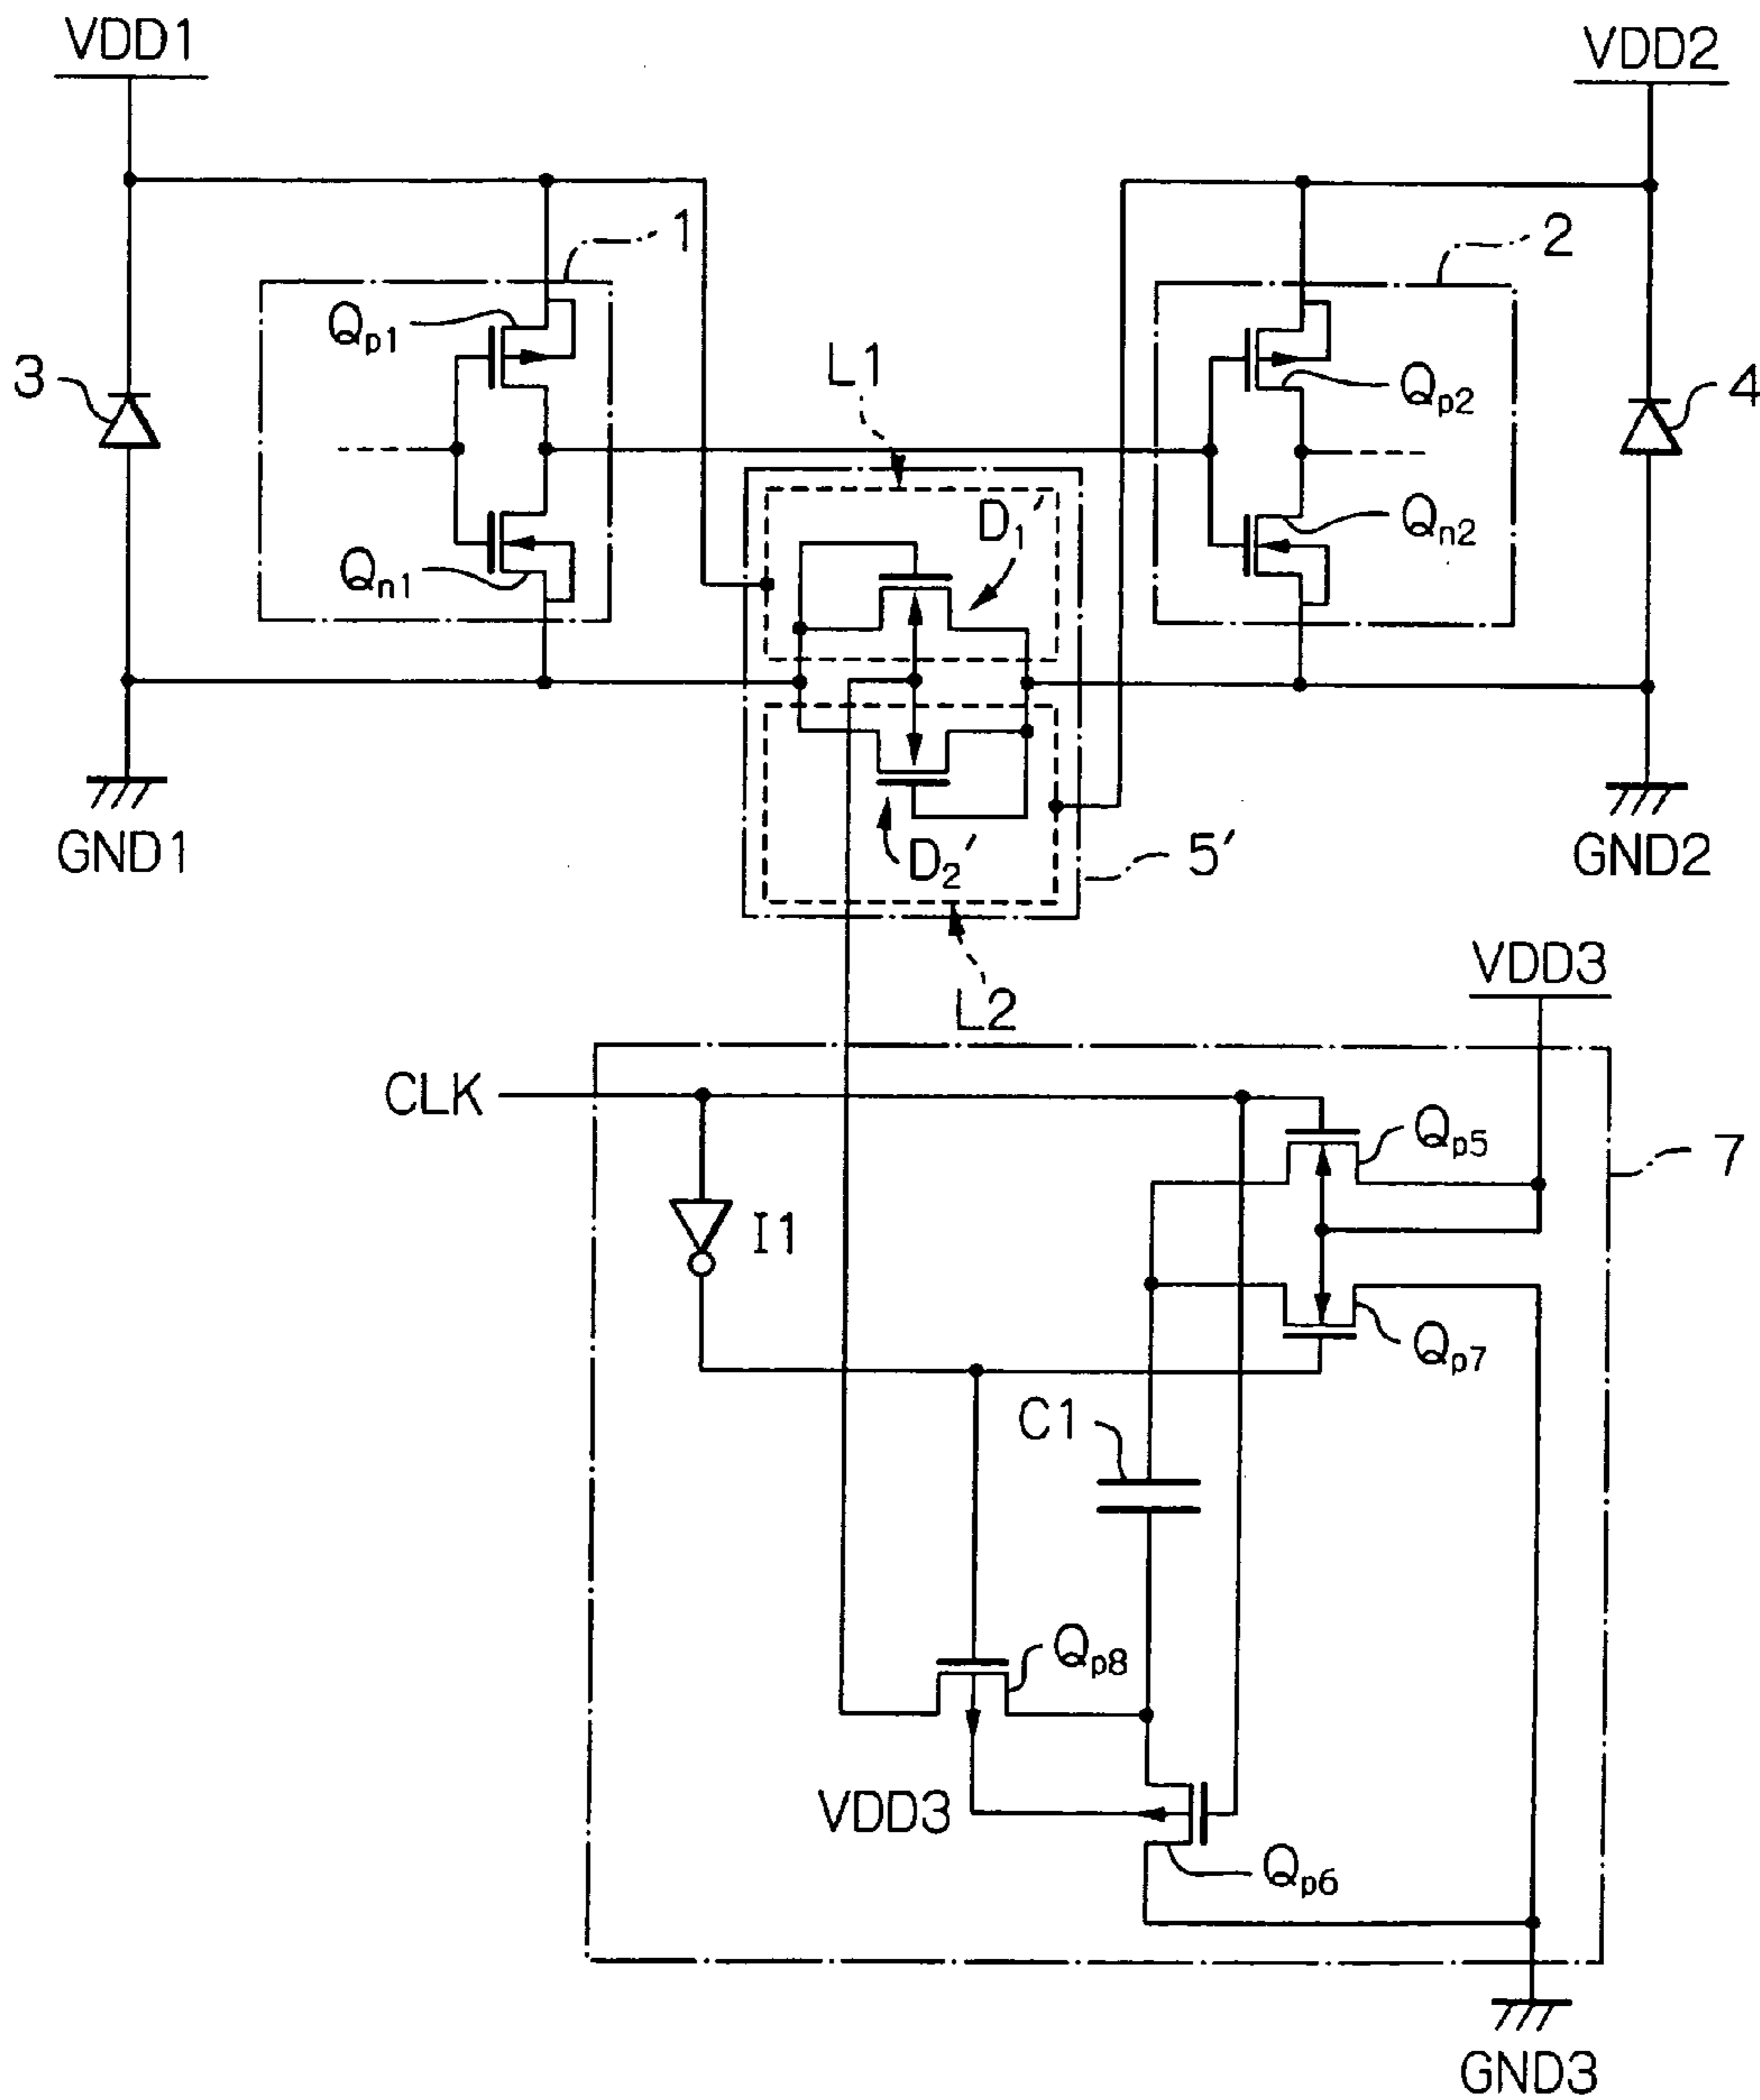 VDD1
VDD2
1
2
Qp1
Qp2
3
L1
4
D1'
Qn1
Qn2
GND1
D2'
5'
GND2
L2
VDD3
CLK
Qp5
7
I1
Qp7
C1
Qp8
VDD3
Qp6
GND3